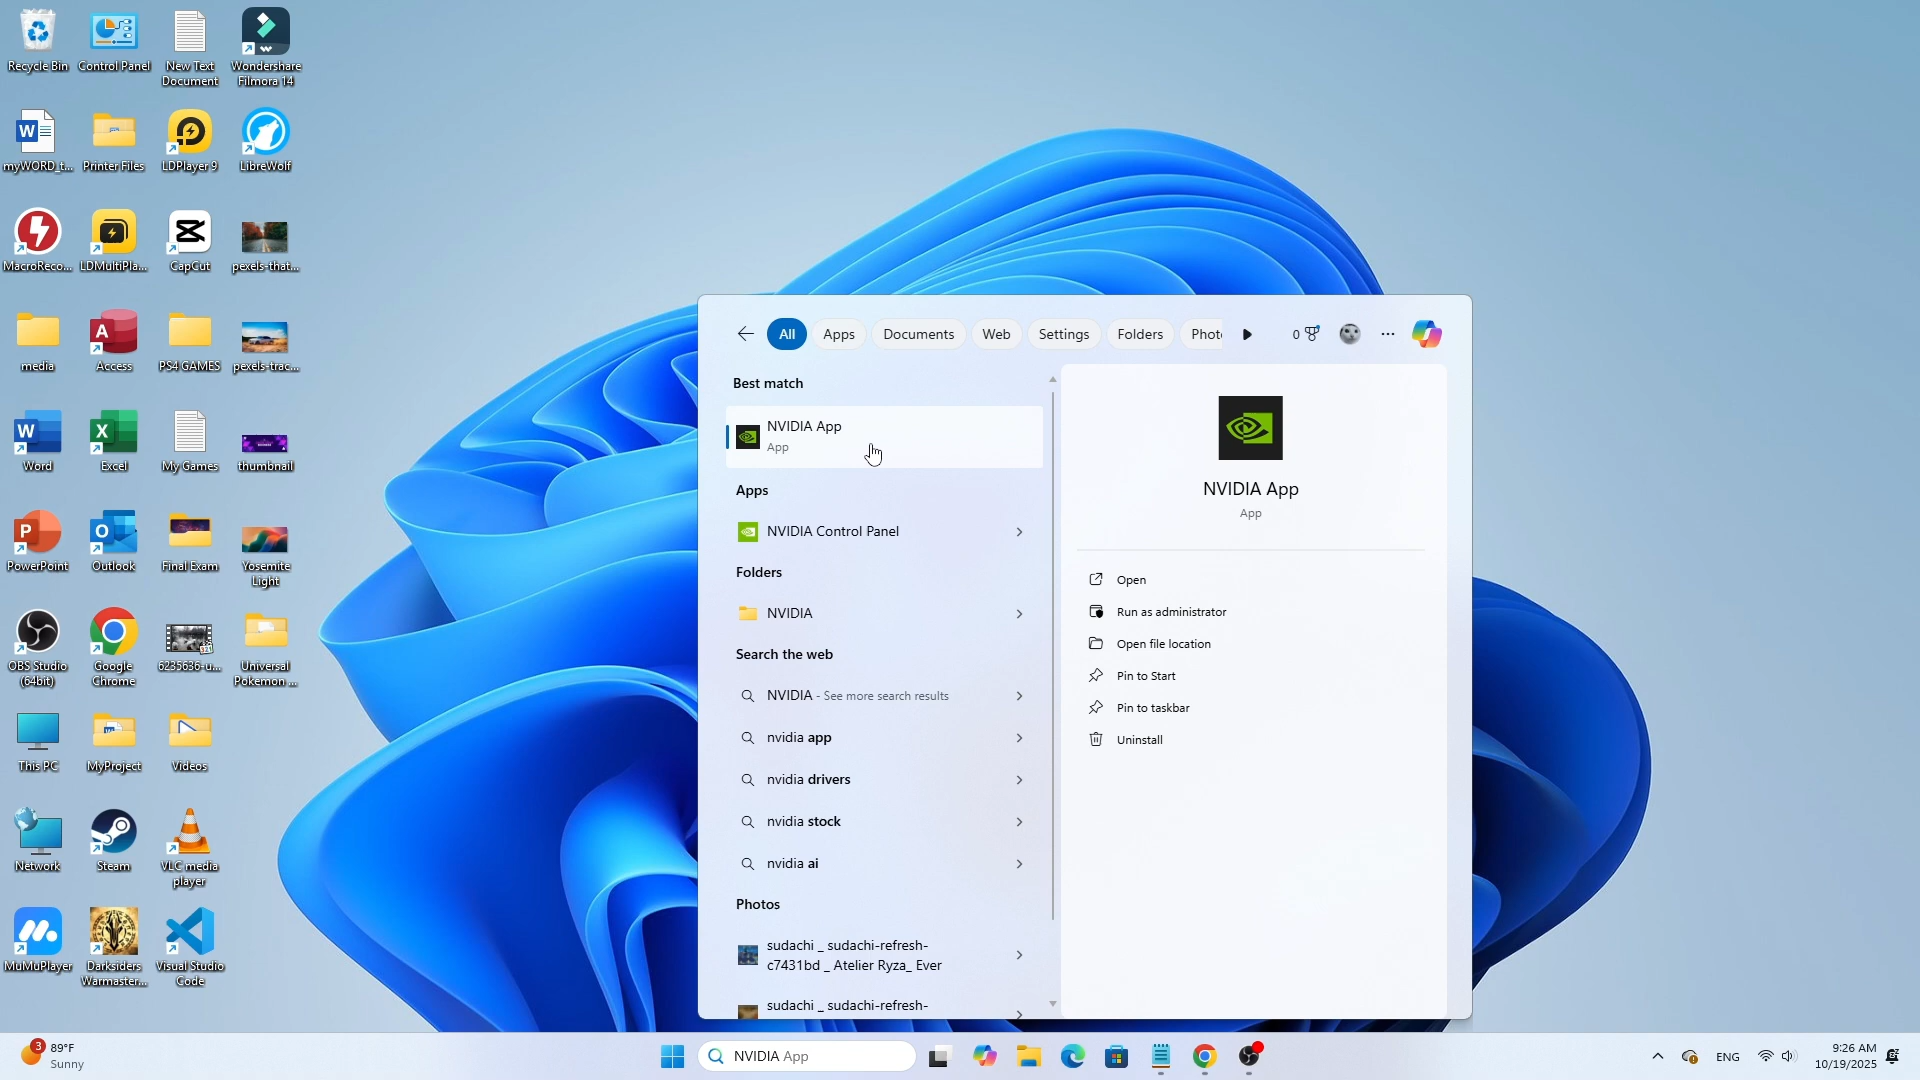 Recycle Bin
Control Panel
New Text
Document
Wondershare
Filmora 14
myWORD_t...
Printer Files
LDPlayer 9
LibreWolf
MacroReco...
LDMultiPla...
CapCut
pexels-that...
media
Access
PS4 GAMES
pexels-trac...
Word
Excel
My Games
thumbnail
PowerPoint
Outlook
Final Exam
Yosemite
Light
OBS Studio
(64bit)
Google
Chrome
6235636-u...
Universal
Pokemon ...
This PC
MyProject
Videos
Network
Steam
VLC media
player
MuMuPlayer
Darksiders
Warmaster...
Visual Studio
Code
All
Apps
Documents
Web
Settings
Folders
Phot
0
Best match
NVIDIA App
App
Apps
NVIDIA Control Panel
Folders
NVIDIA
Search the web
NVIDIA - See more search results
nvidia app
nvidia drivers
nvidia stock
nvidia ai
Photos
sudachi _ sudachi-refresh-
c7431bd _ Atelier Ryza_ Ever
sudachi _ sudachi-refresh-
NVIDIA App
App
Open
Run as administrator
Open file location
Pin to Start
Pin to taskbar
Uninstall
3
89°F
Sunny
NVIDIA App
ENG
9:26 AM
10/19/2025